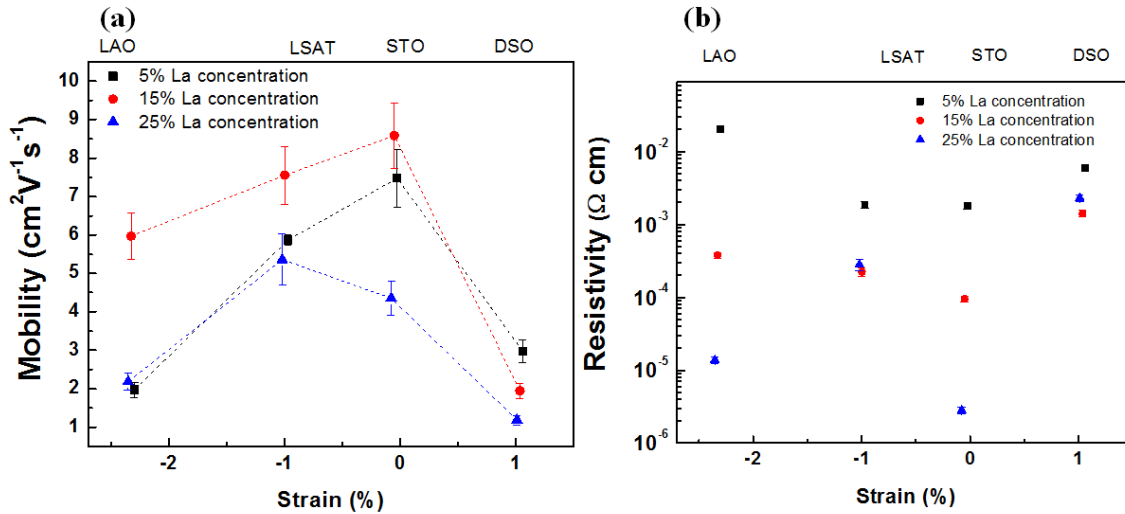 (a)
LAO LSAT STO DSO
5% La concentration
15% La concentration
25% La concentration
10
9
8
7
6
5
4
3
2
1
Mobility (cm²V⁻¹s⁻¹)
-2 -1 0 1
Strain (%)
(b)
LAO LSAT STO DSO
5% La concentration
15% La concentration
25% La concentration
10⁻²
10⁻³
10⁻⁴
10⁻⁵
10⁻⁶
Resistivity (Ω cm)
-2 -1 0 1
Strain (%)